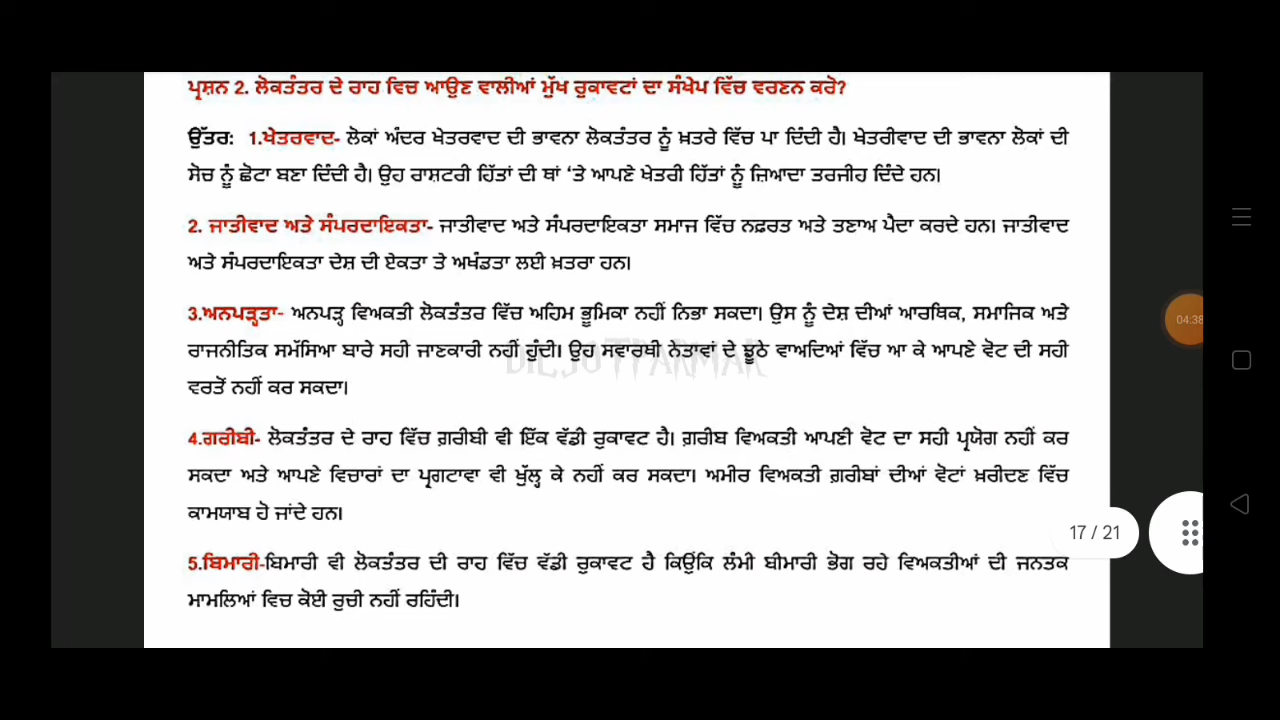 ਪ੍ਰਸ਼ਨ 2. ਲੋਕਤੰਤਰ ਦੇ ਰਾਹ ਵਿਚ ਆਉਣ ਵਾਲੀਆਂ ਮੁੱਖ ਰੁਕਾਵਟਾਂ ਦਾ ਸੰਖੇਪ ਵਿੱਚ ਵਰਣਨ ਕਰੋ?
ਉੱਤਰ: 1.ਖੇਤਰਵਾਦ- ਲੋਕਾਂ ਅੰਦਰ ਖੇਤਰਵਾਦ ਦੀ ਭਾਵਨਾ ਲੋਕਤੰਤਰ ਨੂੰ ਖ਼ਤਰੇ ਵਿੱਚ ਪਾ ਦਿੰਦੀ ਹੈ। ਖੇਤਰੀਵਾਦ ਦੀ ਭਾਵਨਾ ਲੋਕਾਂ ਦੀ
ਸੋਚ ਨੂੰ ਛੋਟਾ ਬਣਾ ਦਿੰਦੀ ਹੈ। ਉਹ ਰਾਸ਼ਟਰੀ ਹਿੱਤਾਂ ਦੀ ਥਾਂ ‘ਤੇ ਆਪਣੇ ਖੇਤਰੀ ਹਿੱਤਾਂ ਨੂੰ ਜ਼ਿਆਦਾ ਤਰਜੀਹ ਦਿੰਦੇ ਹਨ।
2. ਜਾਤੀਵਾਦ ਅਤੇ ਸੰਪਰਦਾਇਕਤਾ- ਜਾਤੀਵਾਦ ਅਤੇ ਸੰਪਰਦਾਇਕਤਾ ਸਮਾਜ ਵਿੱਚ ਨਫ਼ਰਤ ਅਤੇ ਤਣਾਅ ਪੈਦਾ ਕਰਦੇ ਹਨ। ਜਾਤੀਵਾਦ
ਅਤੇ ਸੰਪਰਦਾਇਕਤਾ ਦੇਸ਼ ਦੀ ਏਕਤਾ ਤੇ ਅਖੰਡਤਾ ਲਈ ਖ਼ਤਰਾ ਹਨ।
3.ਅਨਪੜ੍ਹਤਾ- ਅਨਪੜ੍ਹ ਵਿਅਕਤੀ ਲੋਕਤੰਤਰ ਵਿੱਚ ਅਹਿਮ ਭੂਮਿਕਾ ਨਹੀਂ ਨਿਭਾ ਸਕਦਾ। ਉਸ ਨੂੰ ਦੇਸ਼ ਦੀਆਂ ਆਰਥਿਕ, ਸਮਾਜਿਕ ਅਤੇ
ਰਾਜਨੀਤਿਕ ਸਮੱਸਿਆ ਬਾਰੇ ਸਹੀ ਜਾਣਕਾਰੀ ਨਹੀਂ ਹੁੰਦੀ। ਉਹ ਸਵਾਰਥੀ ਨੇਤਾਵਾਂ ਦੇ ਝੂਠੇ ਵਾਅਦਿਆਂ ਵਿੱਚ ਆ ਕੇ ਆਪਣੇ ਵੋਟ ਦੀ ਸਹੀ
ਵਰਤੋਂ ਨਹੀਂ ਕਰ ਸਕਦਾ।
4.ਗਰੀਬੀ- ਲੋਕਤੰਤਰ ਦੇ ਰਾਹ ਵਿੱਚ ਗ਼ਰੀਬੀ ਵੀ ਇੱਕ ਵੱਡੀ ਰੁਕਾਵਟ ਹੈ। ਗ਼ਰੀਬ ਵਿਅਕਤੀ ਆਪਣੀ ਵੋਟ ਦਾ ਸਹੀ ਪ੍ਰਯੋਗ ਨਹੀਂ ਕਰ
ਸਕਦਾ ਅਤੇ ਆਪਣੇ ਵਿਚਾਰਾਂ ਦਾ ਪ੍ਰਗਟਾਵਾ ਵੀ ਖੁੱਲ੍ਹ ਕੇ ਨਹੀਂ ਕਰ ਸਕਦਾ। ਅਮੀਰ ਵਿਅਕਤੀ ਗ਼ਰੀਬਾਂ ਦੀਆਂ ਵੋਟਾਂ ਖ਼ਰੀਦਣ ਵਿੱਚ
ਕਾਮਯਾਬ ਹੋ ਜਾਂਦੇ ਹਨ।
5.ਬਿਮਾਰੀ-ਬਿਮਾਰੀ ਵੀ ਲੋਕਤੰਤਰ ਦੀ ਰਾਹ ਵਿੱਚ ਵੱਡੀ ਰੁਕਾਵਟ ਹੈ ਕਿਉਂਕਿ ਲੰਮੀ ਬੀਮਾਰੀ ਭੋਗ ਰਹੇ ਵਿਅਕਤੀਆਂ ਦੀ ਜਨਤਕ
ਮਾਮਲਿਆਂ ਵਿਚ ਕੋਈ ਰੁਚੀ ਨਹੀਂ ਰਹਿੰਦੀ।
04:38
17 / 21